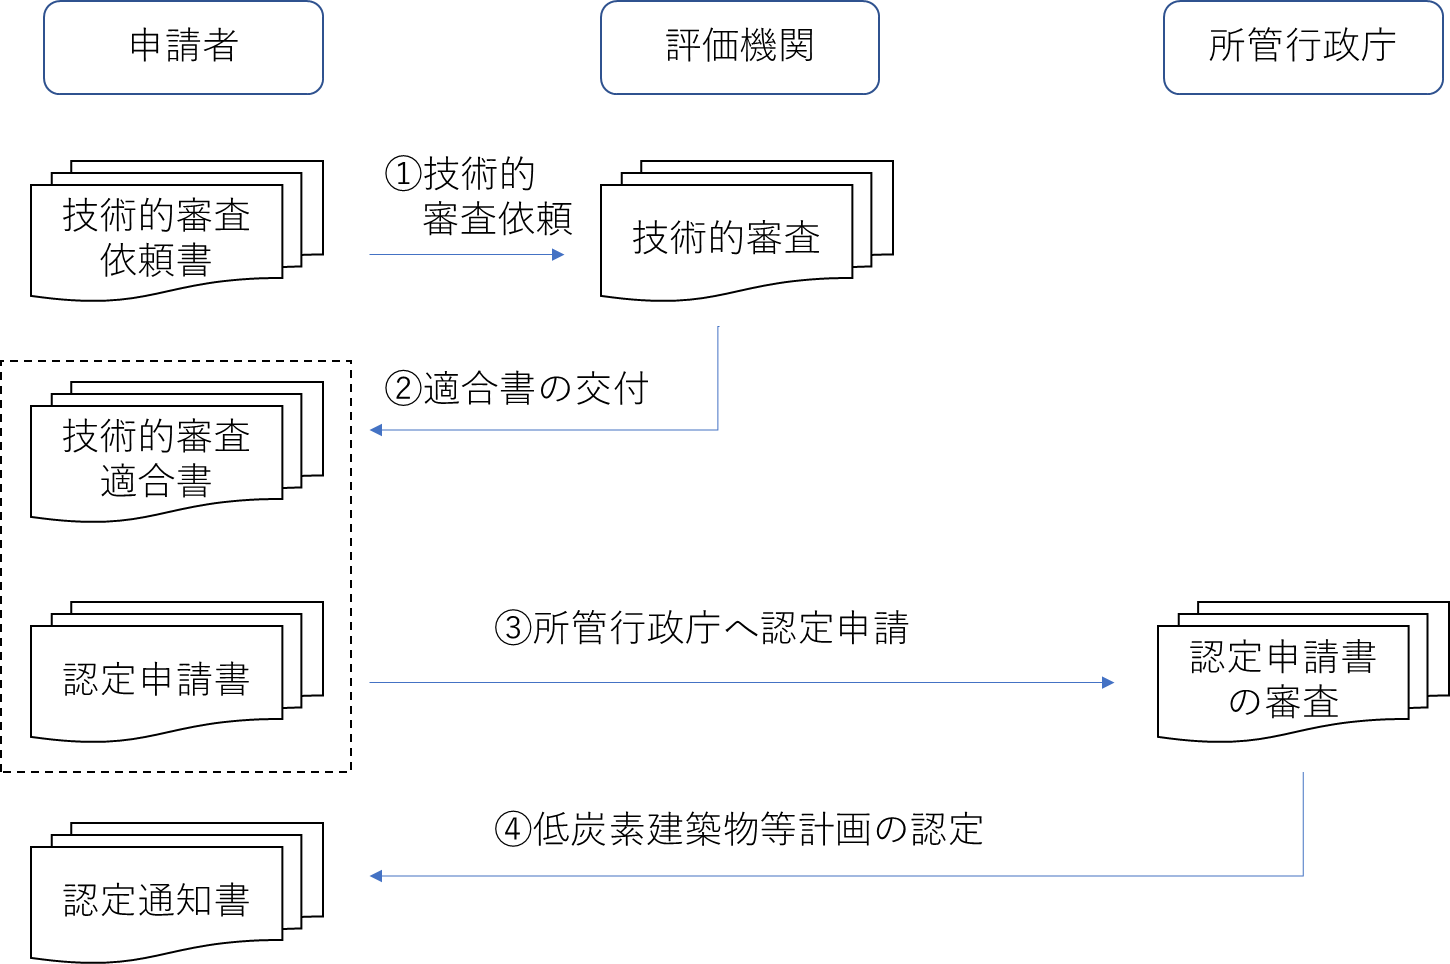 申請者
評価機関
所管行政庁
技術的審査
依頼書
①技術的
審査依頼
技術的審査
②適合書の交付
技術的審査
適合書
③所管行政庁へ認定申請
認定申請書
認定申請書
の審査
④低炭素建築物等計画の認定
認定通知書